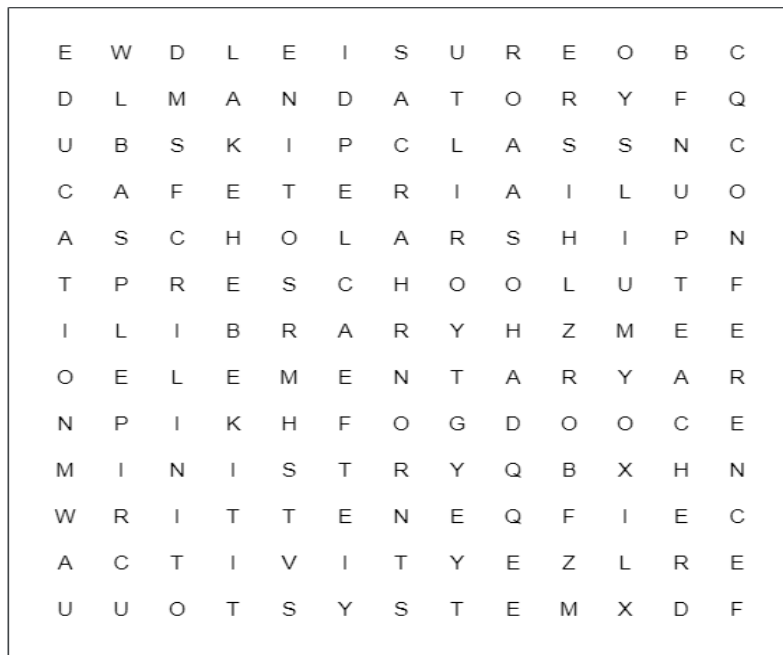 E W D L E I S U R E O B C
D L M A N D A T O R Y F Q
U B S K I P C L A S S N C
C A F E T E R I A I L U O
A S C H O L A R S H I P N
T P R E S C H O O L U T F
I L I B R A R Y H Z M E E
O E L E M E N T A R Y A R
N P I K H F O G D O O C E
M I N I S T R Y Q B X H N
W R I T T E N E Q F I E C
A C T I V I T Y E Z L R E
U U O T S Y S T E M X D F